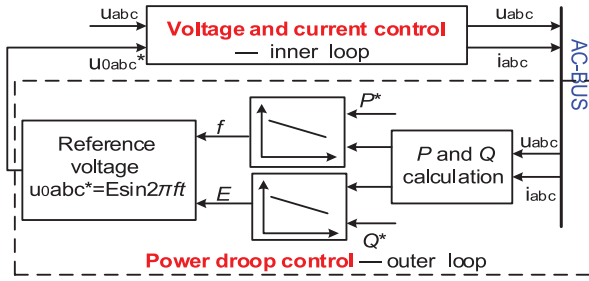 uabc
u0abc*
Voltage and current control
— inner loop
uabc
iabc
AC-BUS
Reference
voltage
u0abc*=Esin2πft
f
E
P*
Q*
P and Q
calculation
uabc
iabc
Power droop control — outer loop